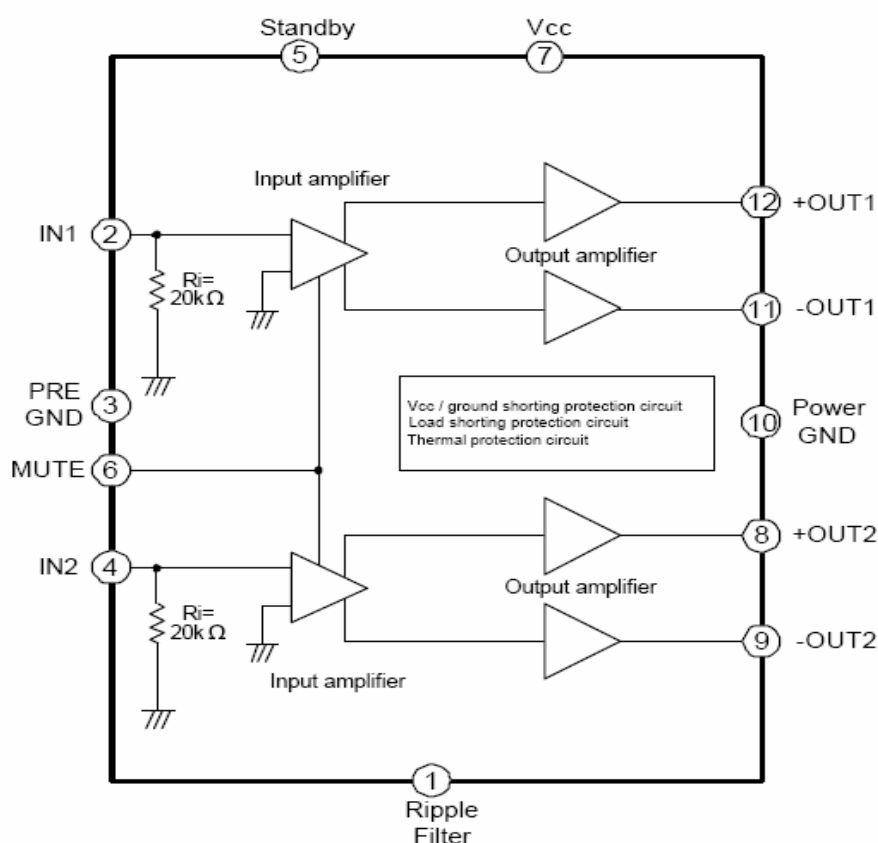 Standby
5
Vcc
7
Input amplifier
12
+OUT1
IN1
2
Output amplifier
Ri=
20kΩ
11
-OUT1
PRE
GND
3
Vcc / ground shorting protection circuit
Load shorting protection circuit
Thermal protection circuit
10
Power
GND
MUTE
6
8
+OUT2
IN2
4
Output amplifier
Ri=
20kΩ
9
-OUT2
Input amplifier
1
Ripple
Filter